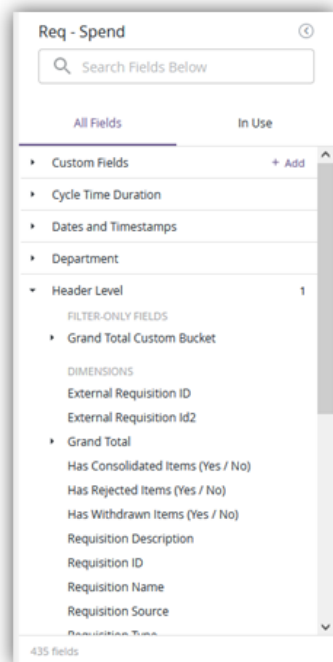 Req - Spend
Search Fields Below
All Fields In Use
Custom Fields + Add
Cycle Time Duration
Dates and Timestamps
Department
Header Level 1
FILTER-ONLY FIELDS
Grand Total Custom Bucket
DIMENSIONS
External Requisition ID
External Requisition Id2
Grand Total
Has Consolidated Items (Yes / No)
Has Rejected Items (Yes / No)
Has Withdrawn Items (Yes / No)
Requisition Description
Requisition ID
Requisition Name
Requisition Source
Requisition Type
435 fields